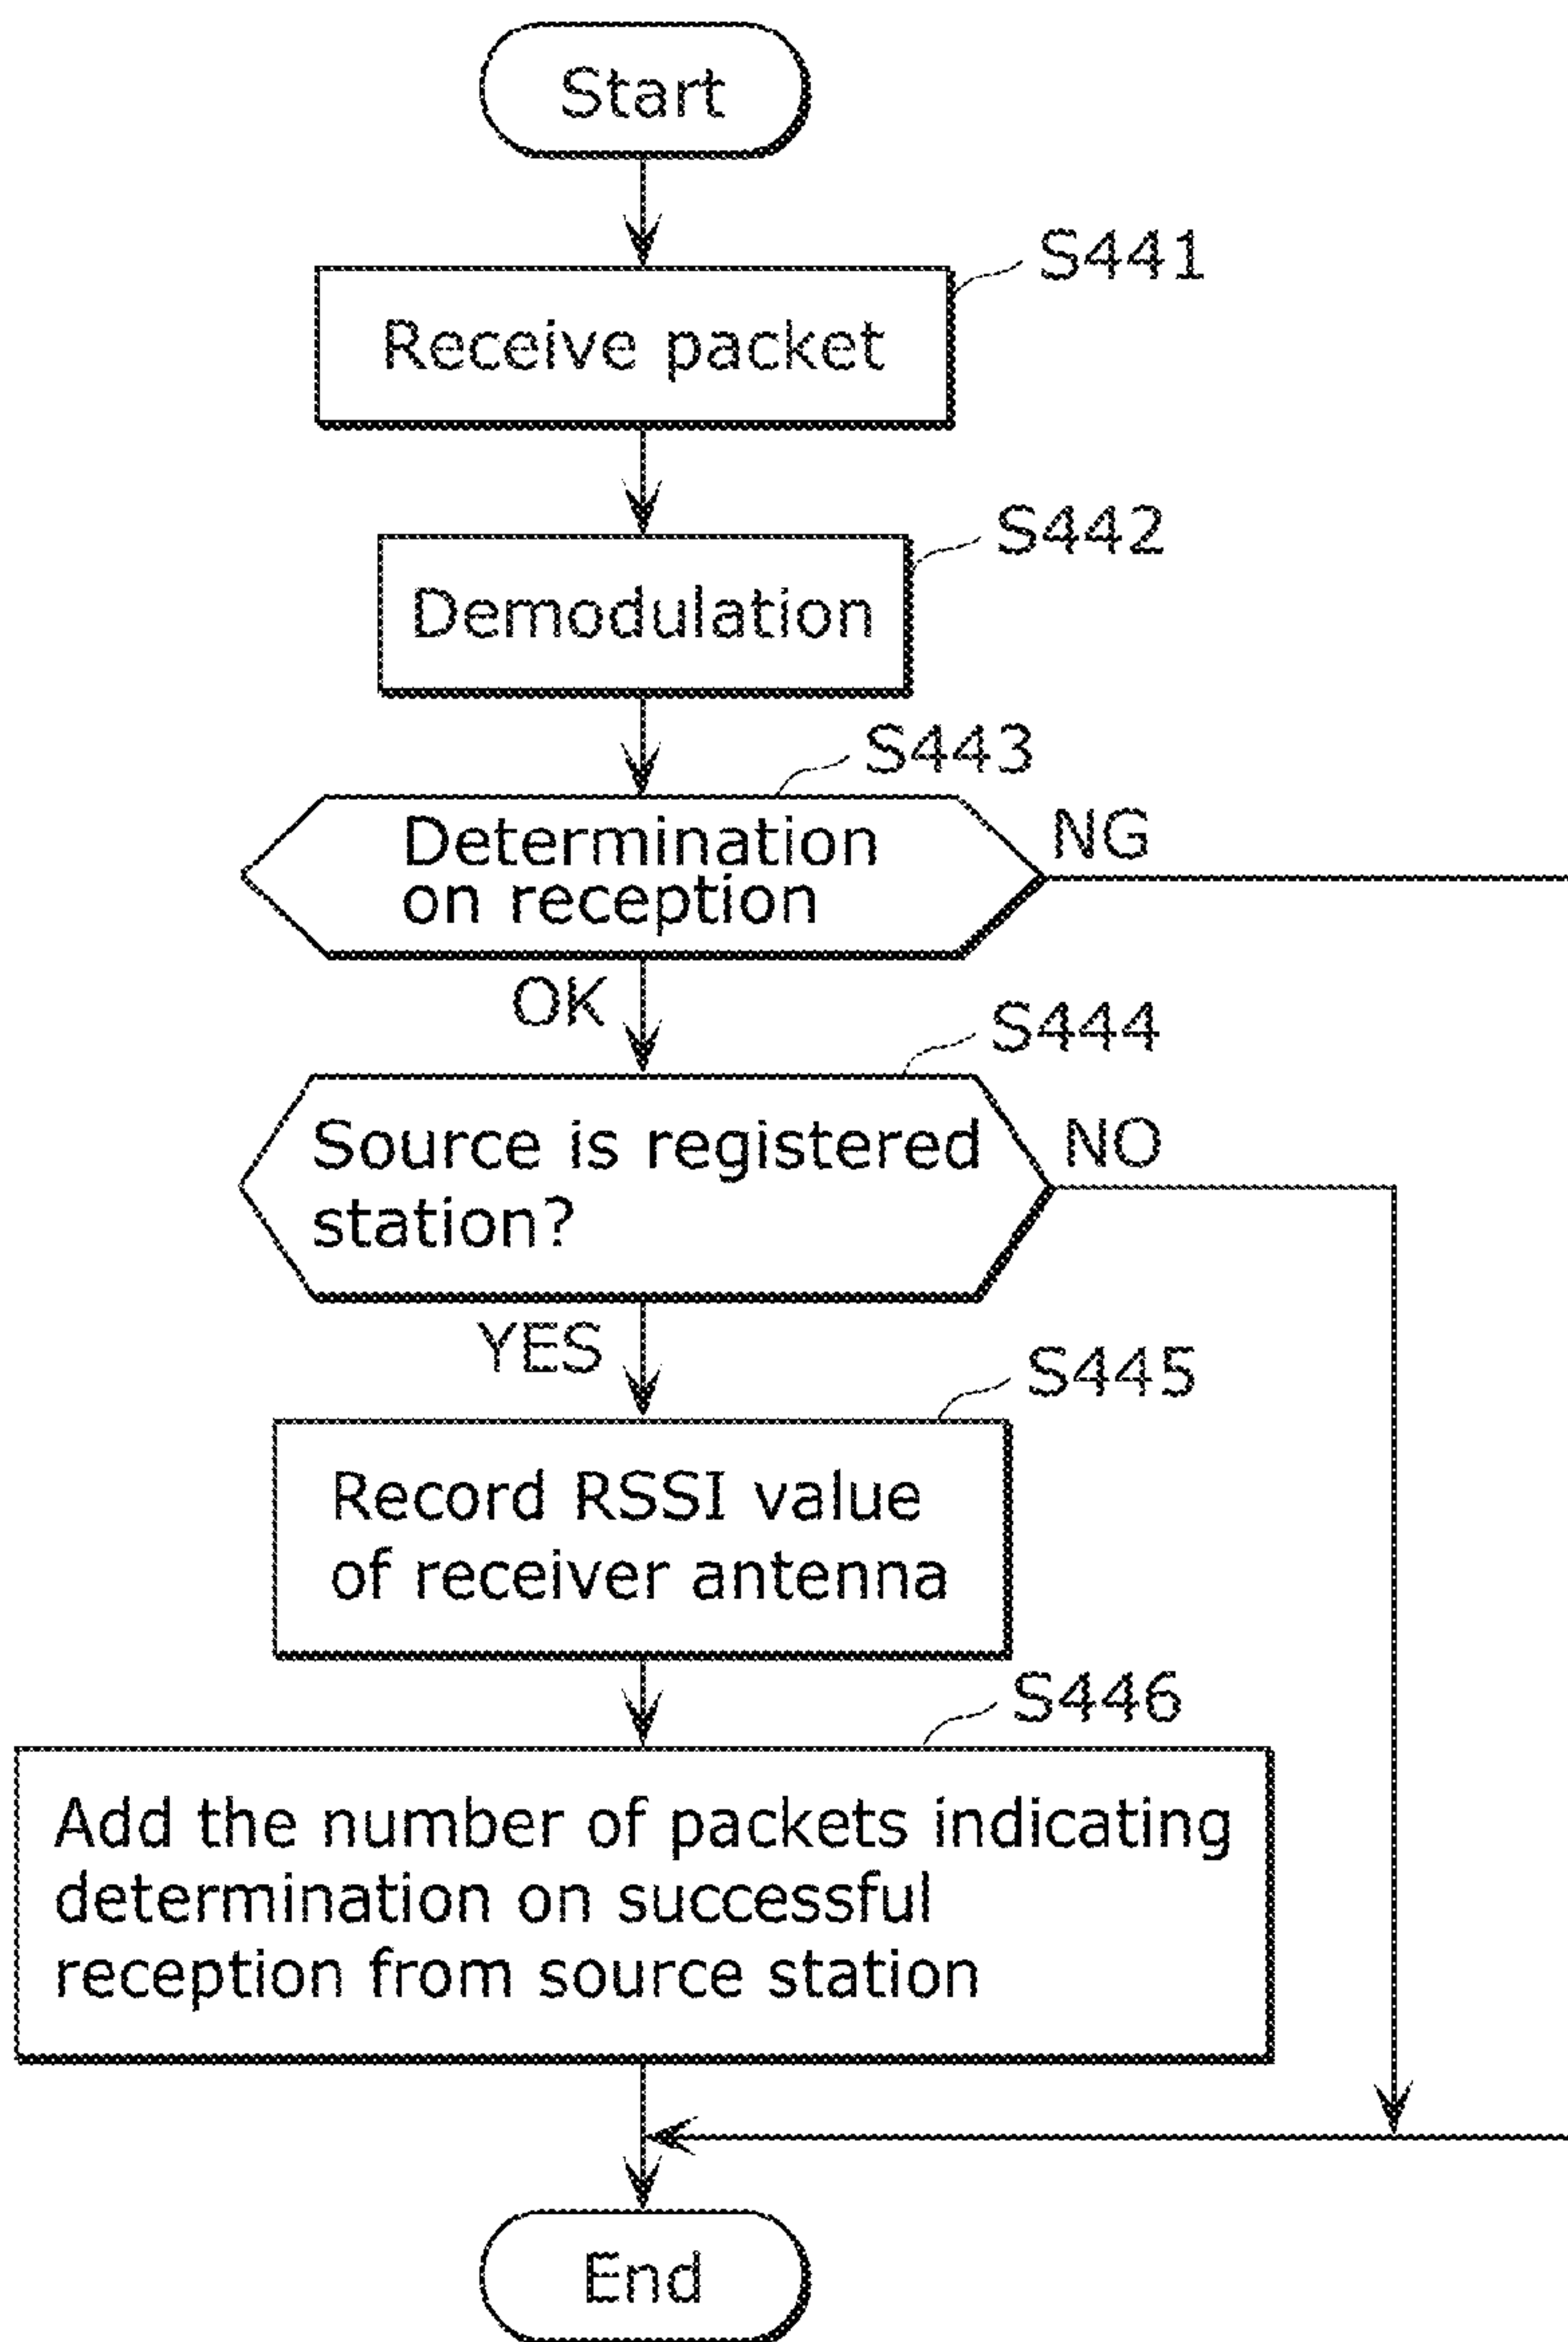 Start
S441
Receive packet
S442
Demodulation
S443
Determination
on reception
NG
OK
S444
Source is registered
station?
NO
YES
S445
Record RSSI value
of receiver antenna
S446
Add the number of packets indicating
determination on successful
reception from source station
End